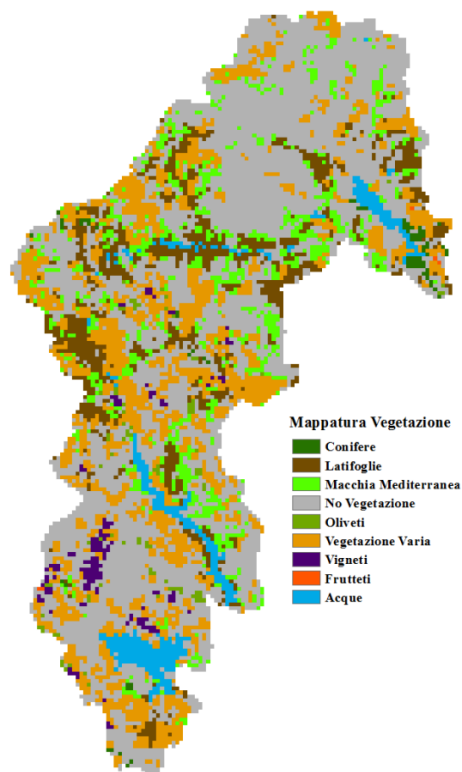 Mappatura Vegetazione
Conifere
Latifoglie
Macchia Mediterranea
No Vegetazione
Oliveti
Vegetazione Varia
Vigneti
Frutteti
Acque